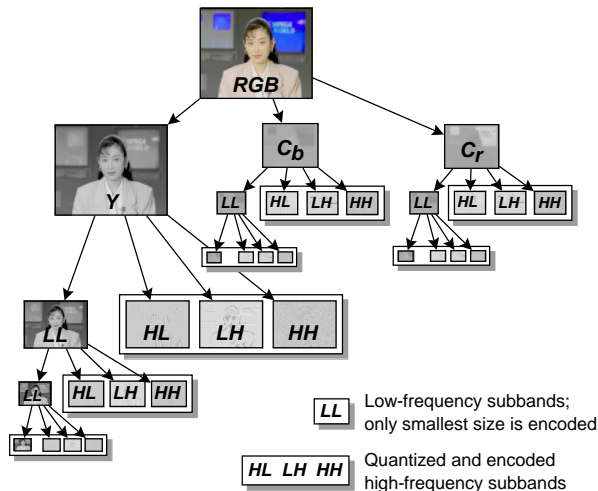 RGB
Y
Cb
Cr
LL
HL LH HH
LL
HL LH HH
LL
HL LH HH
LL
HL LH HH
LL Low-frequency subbands;
only smallest size is encoded
HL LH HH Quantized and encoded
high-frequency subbands